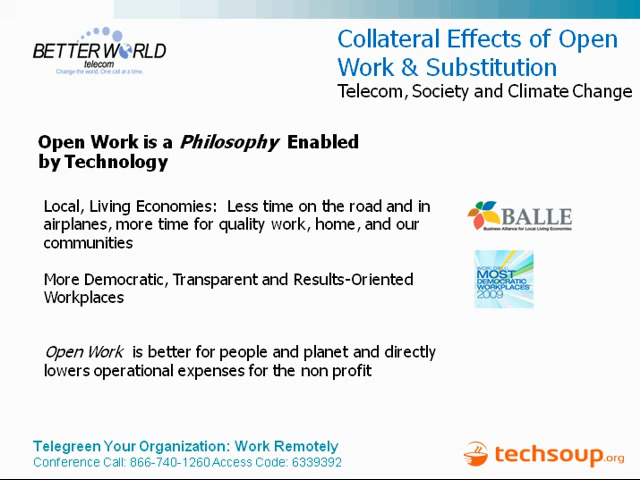 BETTER WORLD
telecom
Change the world. One call at a time.
Collateral Effects of Open
Work & Substitution
Telecom, Society and Climate Change
Open Work is a Philosophy Enabled
by Technology
Local, Living Economies: Less time on the road and in
airplanes, more time for quality work, home, and our
communities
BALLE
Business Alliance for Local Living Economies
More Democratic, Transparent and Results-Oriented
Workplaces
WORLD
MOST
DEMOCRATIC
WORKPLACES
2009
Open Work is better for people and planet and directly
lowers operational expenses for the non profit
Telegreen Your Organization: Work Remotely
Conference Call: 866-740-1260 Access Code: 6339392
techsoup.org